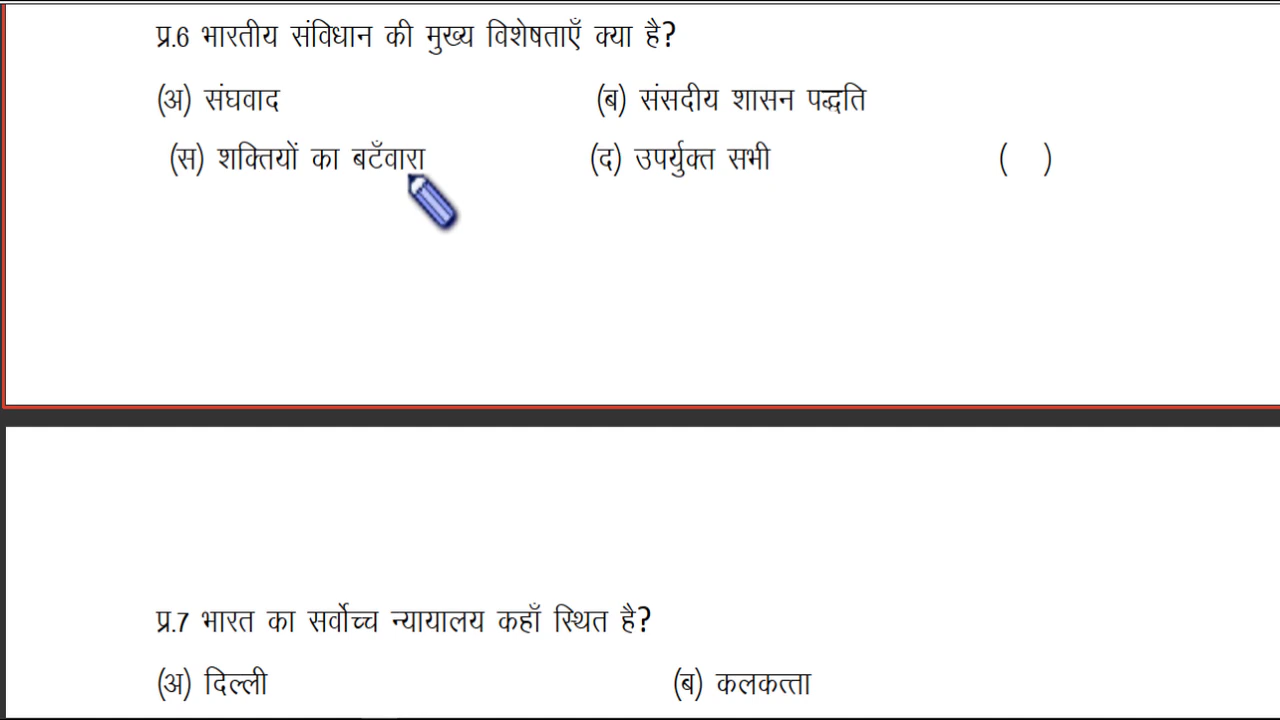 प्र.6 भारतीय संविधान की मुख्य विशेषताएँ क्या है?
(अ) संघवाद (ब) संसदीय शासन पद्धति
(स) शक्तियों का बटँवारा (द) उपर्युक्त सभी ( )
प्र.7 भारत का सर्वोच्च न्यायालय कहाँ स्थित है?
(अ) दिल्ली (ब) कलकत्ता